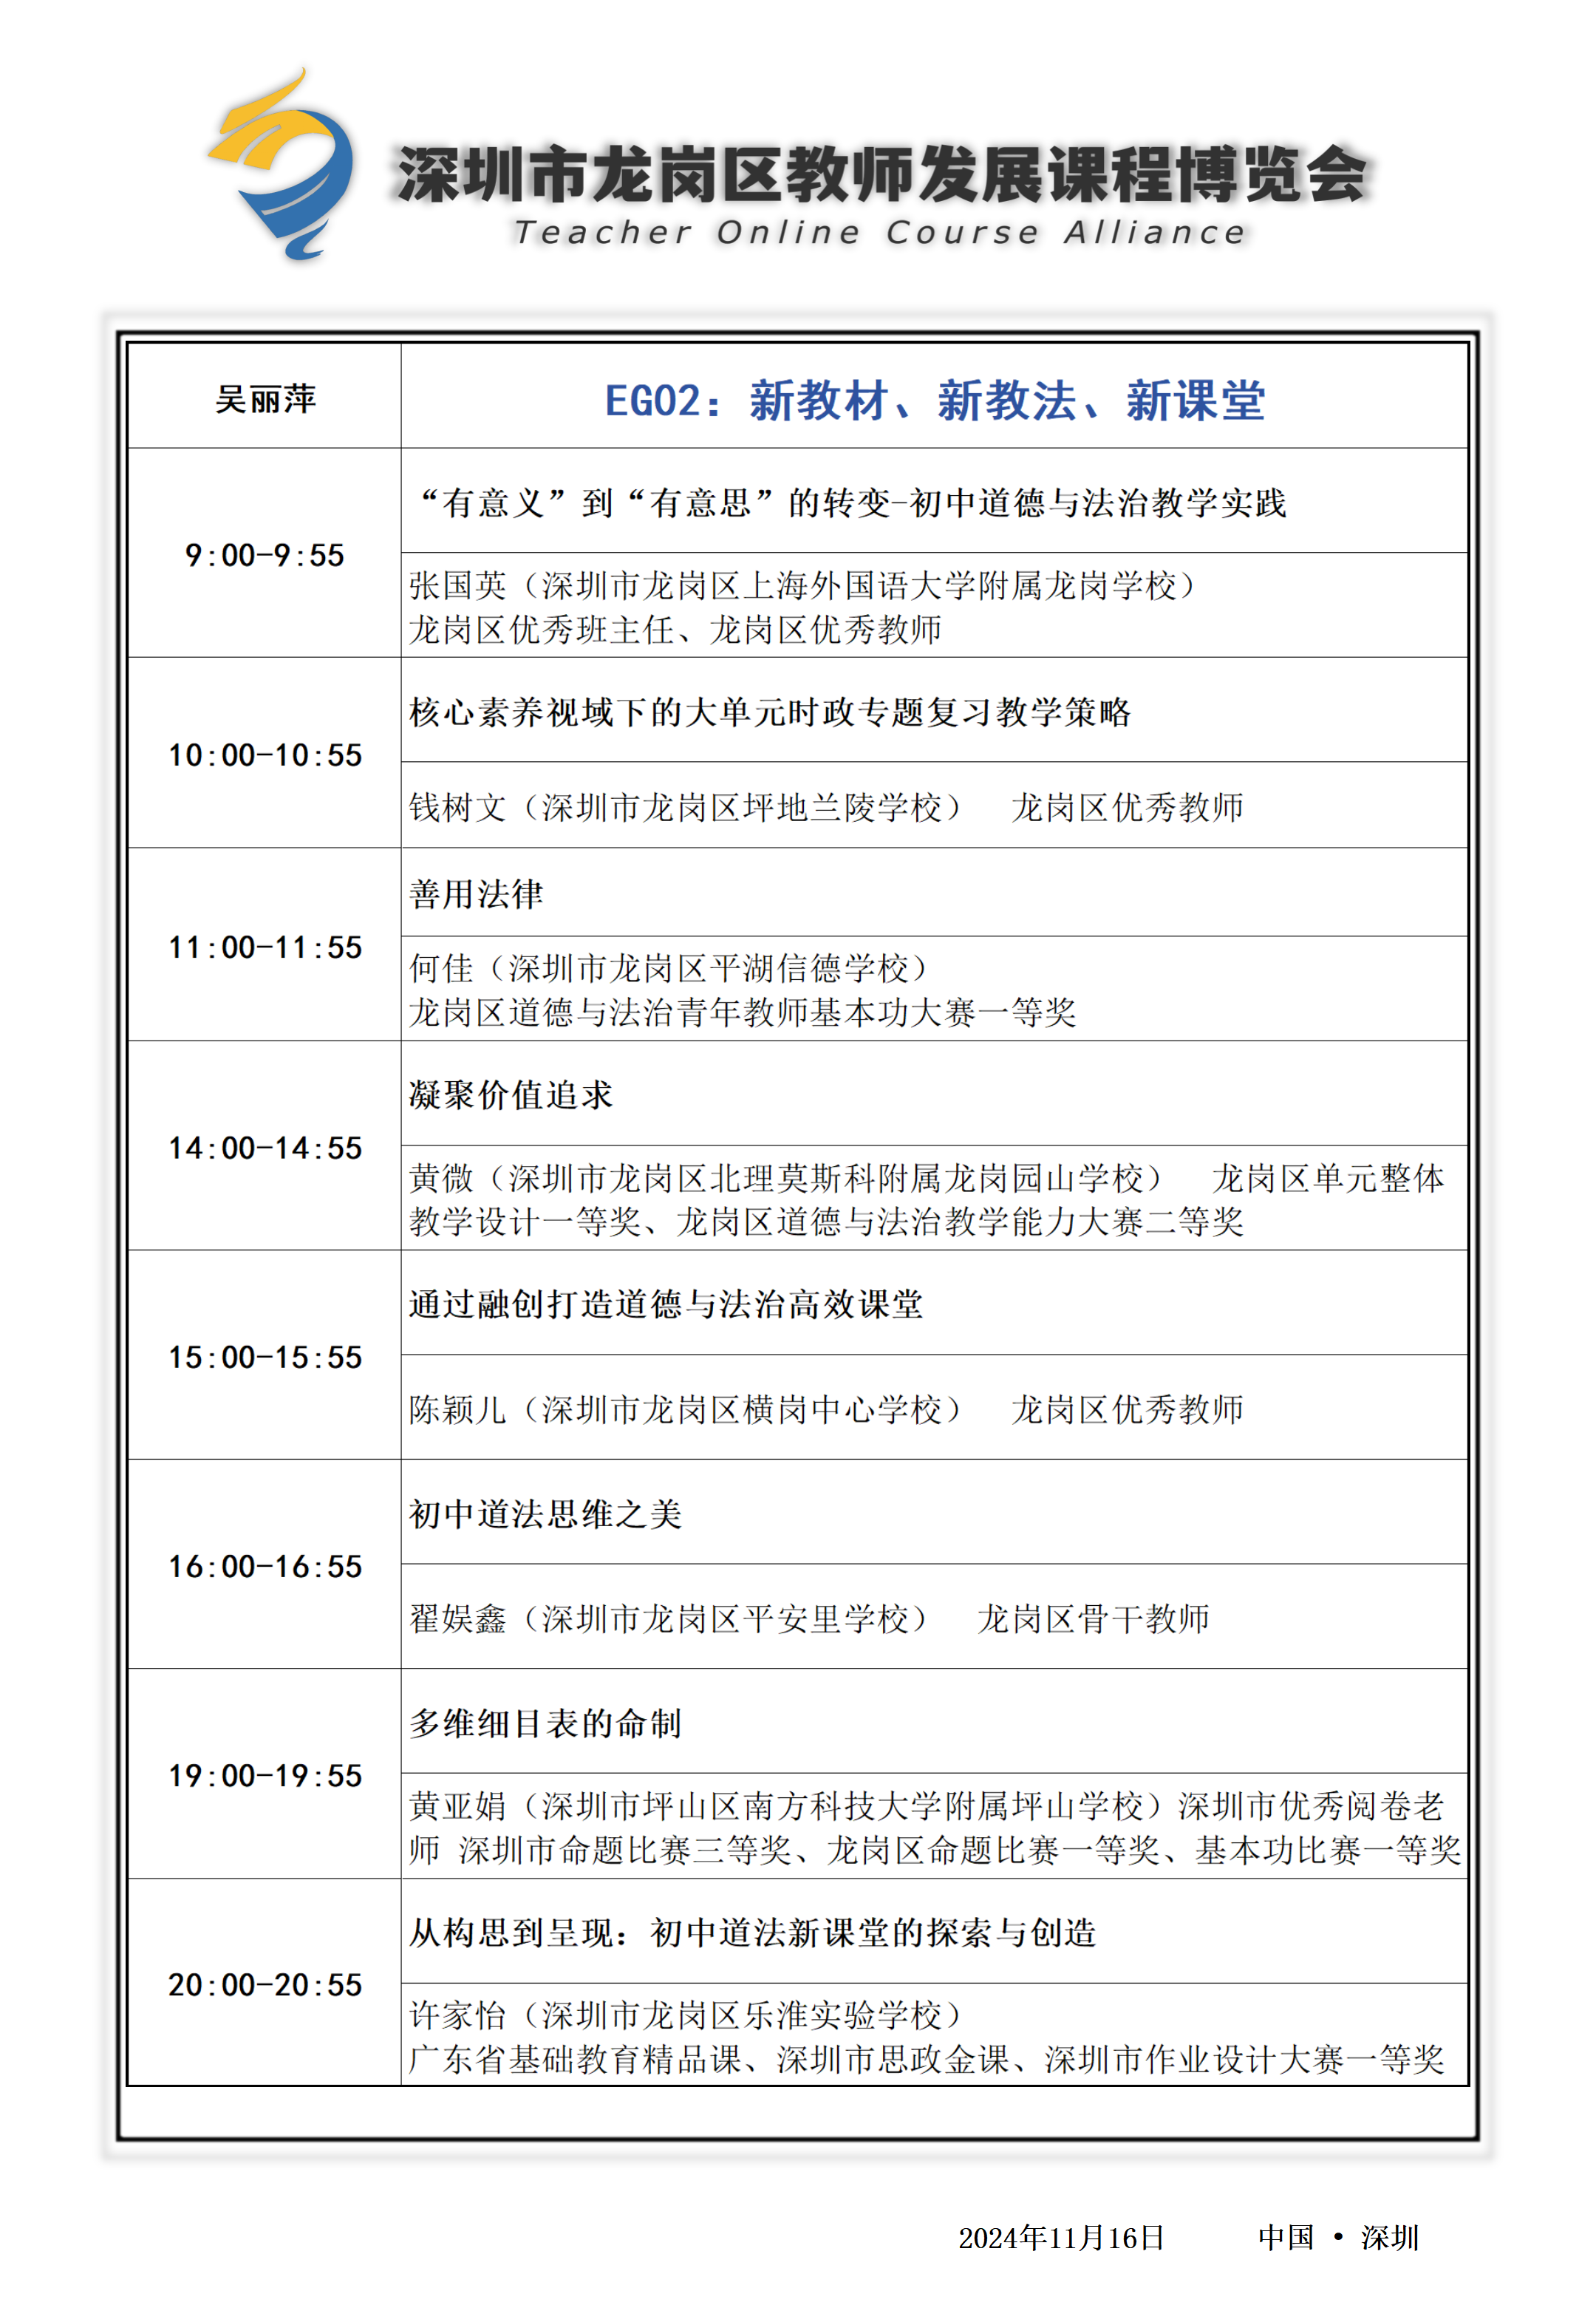 深圳市龙岗区教师发展课程博览会
Teacher Online Course Alliance
吴丽萍
EG02：新教材、新教法、新课堂
9:00-9:55
“有意义”到“有意思”的转变-初中道德与法治教学实践
张国英（深圳市龙岗区上海外国语大学附属龙岗学校）
龙岗区优秀班主任、龙岗区优秀教师
10:00-10:55
核心素养视域下的大单元时政专题复习教学策略
钱树文（深圳市龙岗区坪地兰陵学校） 龙岗区优秀教师
11:00-11:55
善用法律
何佳（深圳市龙岗区平湖信德学校）
龙岗区道德与法治青年教师基本功大赛一等奖
14:00-14:55
凝聚价值追求
黄微（深圳市龙岗区北理莫斯科附属龙岗园山学校） 龙岗区单元整体
教学设计一等奖、龙岗区道德与法治教学能力大赛二等奖
15:00-15:55
通过融创打造道德与法治高效课堂
陈颖儿（深圳市龙岗区横岗中心学校） 龙岗区优秀教师
16:00-16:55
初中道法思维之美
翟娱鑫（深圳市龙岗区平安里学校） 龙岗区骨干教师
19:00-19:55
多维细目表的命制
黄亚娟（深圳市坪山区南方科技大学附属坪山学校）深圳市优秀阅卷老
师 深圳市命题比赛三等奖、龙岗区命题比赛一等奖、基本功比赛一等奖
20:00-20:55
从构思到呈现：初中道法新课堂的探索与创造
许家怡（深圳市龙岗区乐淮实验学校）
广东省基础教育精品课、深圳市思政金课、深圳市作业设计大赛一等奖
2024年11月16日 中国 • 深圳